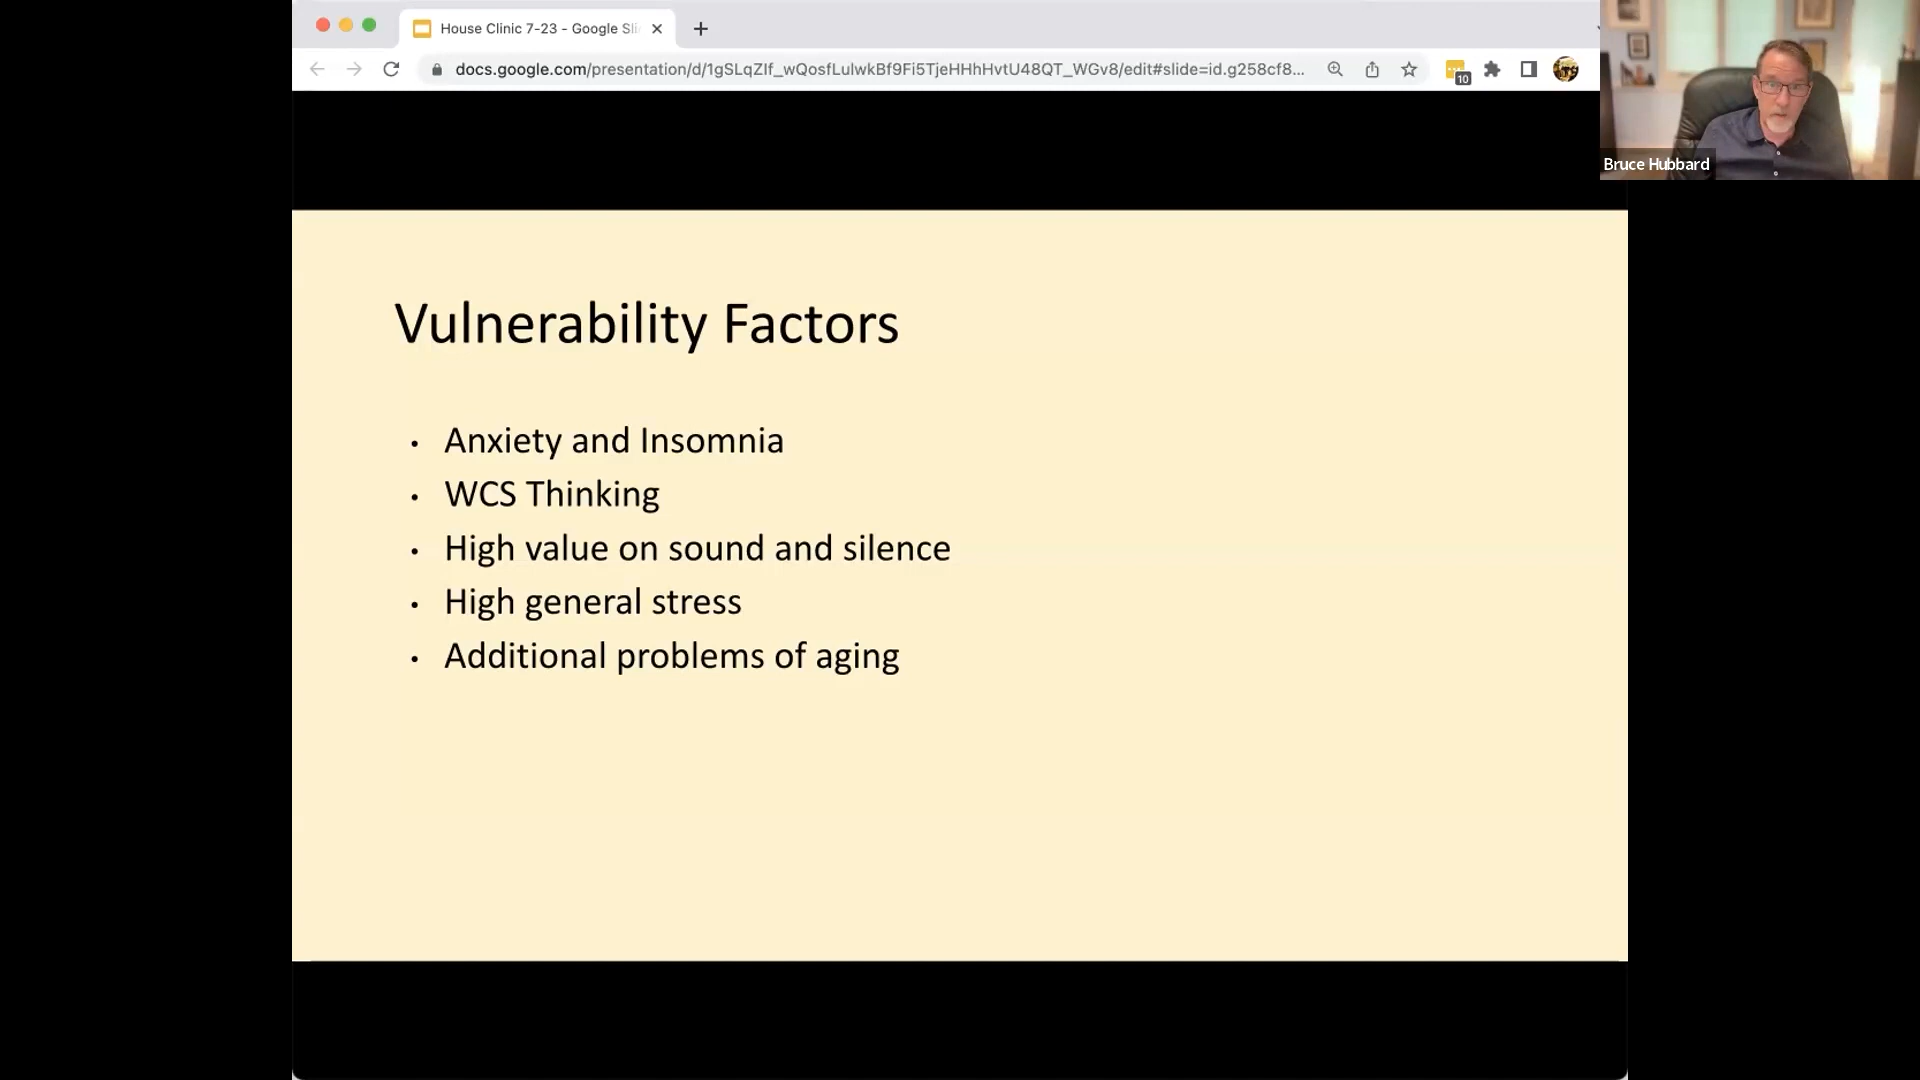 House Clinic 7-23 - Google Sli
docs.google.com/presentation/d/1gSLqZIf_wQosfLulwkBf9Fi5TjeHHhHvtU48QT_WGv8/edit#slide=id.g258cf8...
10
Bruce Hubbard
Vulnerability Factors
• Anxiety and Insomnia
• WCS Thinking
• High value on sound and silence
• High general stress
• Additional problems of aging